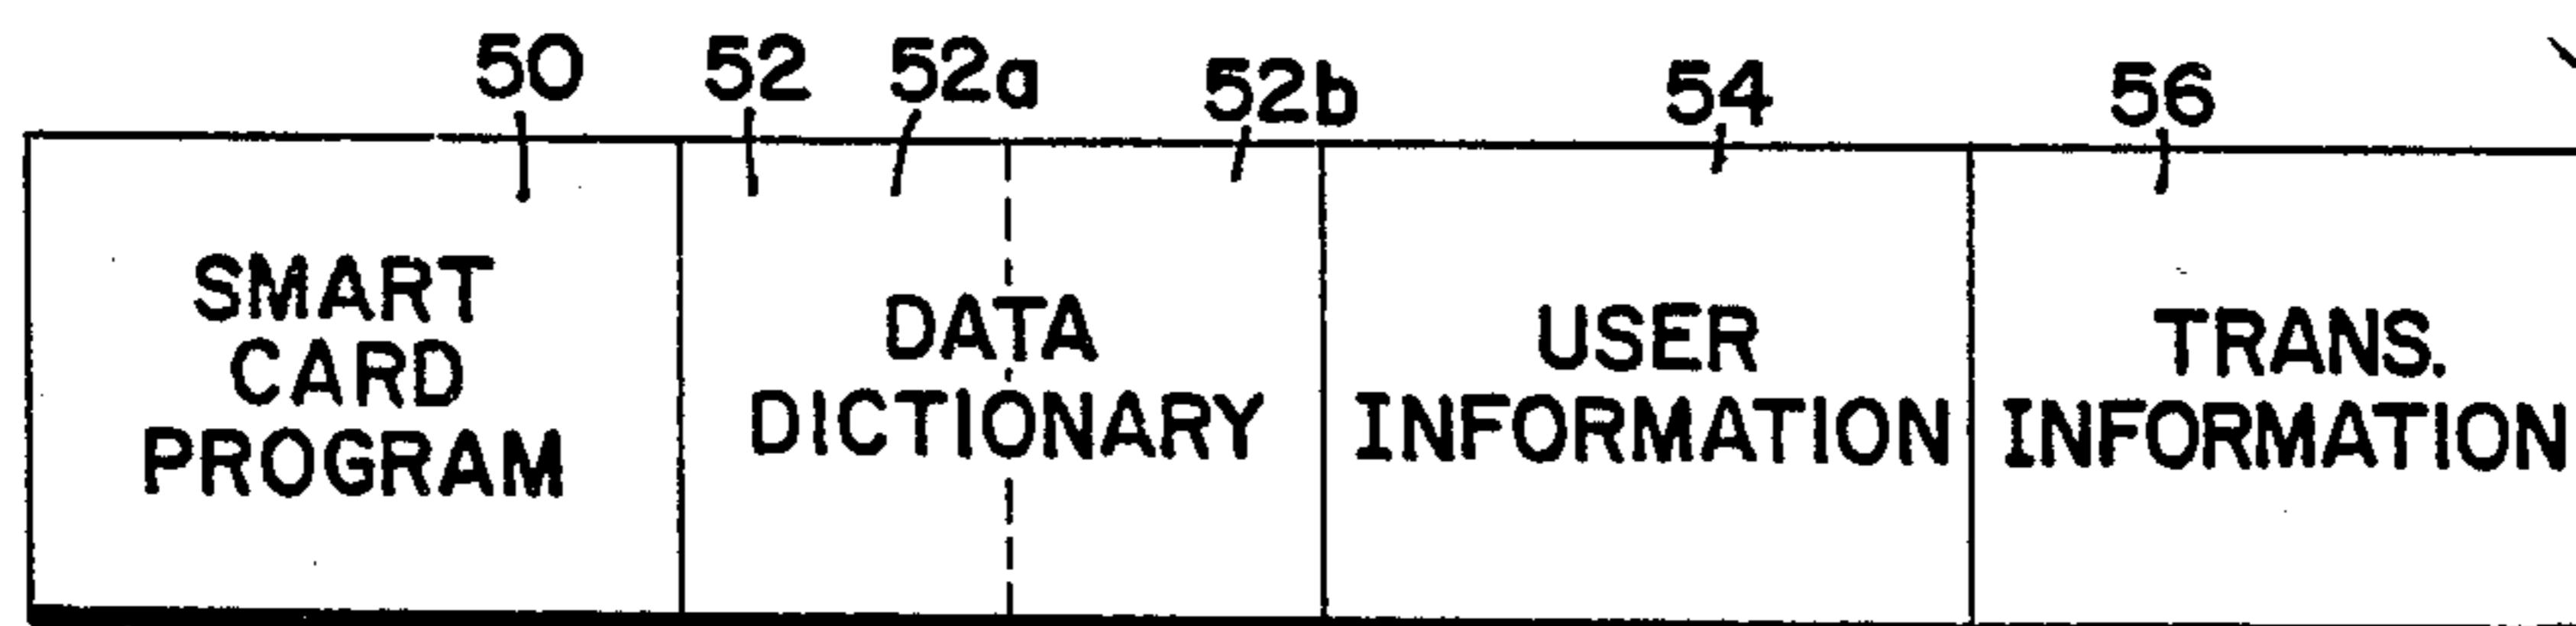 50 52 52a 52b 54 56
SMART
CARD
PROGRAM
DATA
DICTIONARY
USER
INFORMATION
TRANS.
INFORMATION